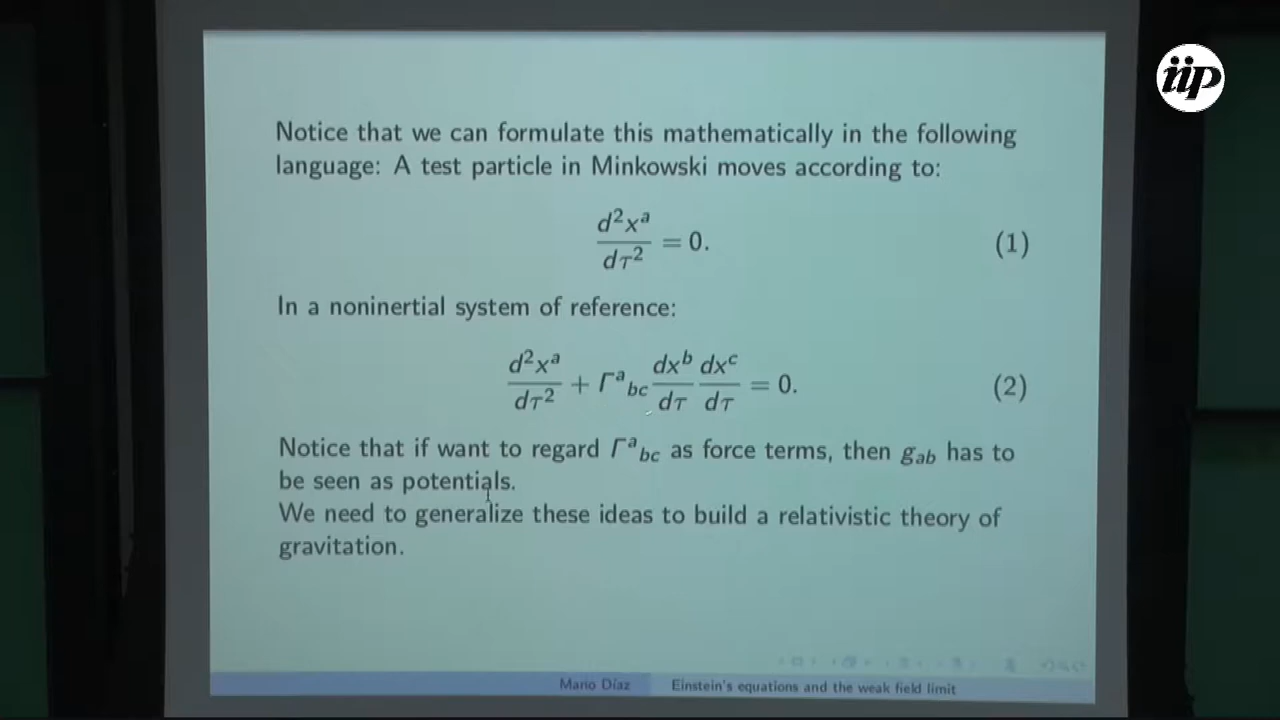 iip
Notice that we can formulate this mathematically in the following
language: A test particle in Minkowski moves according to:
d²xᵃ/dτ² = 0. (1)
In a noninertial system of reference:
d²xᵃ/dτ² + Γᵃ_bc dxᵇ/dτ dxᶜ/dτ = 0. (2)
Notice that if want to regard Γᵃ_bc as force terms, then g_ab has to
be seen as potentials.
We need to generalize these ideas to build a relativistic theory of
gravitation.
Mario Díaz Einstein's equations and the weak field limit